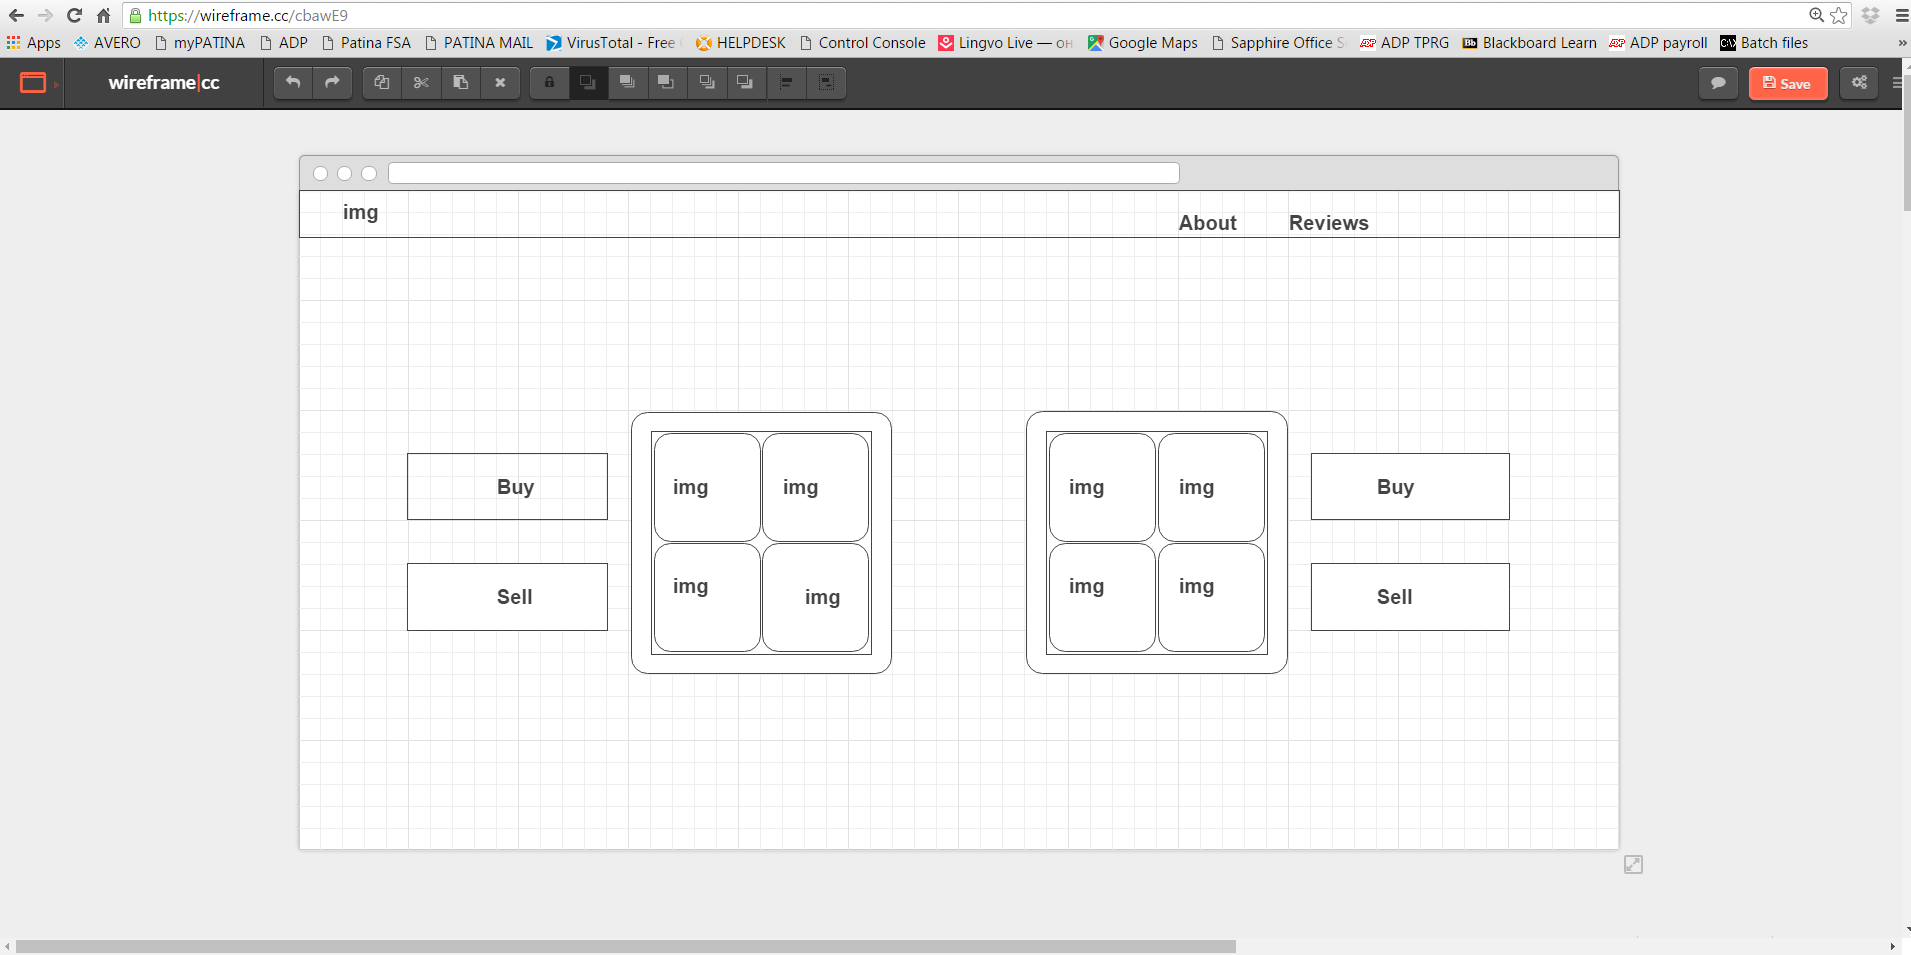 https://wireframe.cc/cbawE9
Apps AVERO myPATINA ADP Patina FSA PATINA MAIL VirusTotal - Free HELPDESK Control Console Lingvo Live — он Google Maps Sapphire Office ADP TPRG Blackboard Learn ADP payroll Batch files »
wireframe|cc Save
img
About Reviews
Buy img img img img Buy
img img img
Sell img Sell